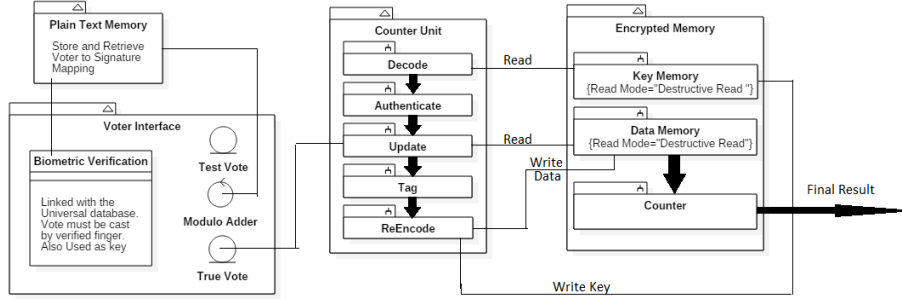 Plain Text Memory
Store and Retrieve
Voter to Signature
Mapping
Voter Interface
Biometric Verification
Linked with the
Universal database.
Vote must be cast
by verified finger.
Also Used as key
Test Vote
Modulo Adder
True Vote
Counter Unit
Decode
Authenticate
Update
Tag
ReEncode
Read
Read
Write
Data
Write Key
Encrypted Memory
Key Memory
{Read Mode="Destructive Read "}
Data Memory
{Read Mode="Destructive Read"}
Counter
Final Result